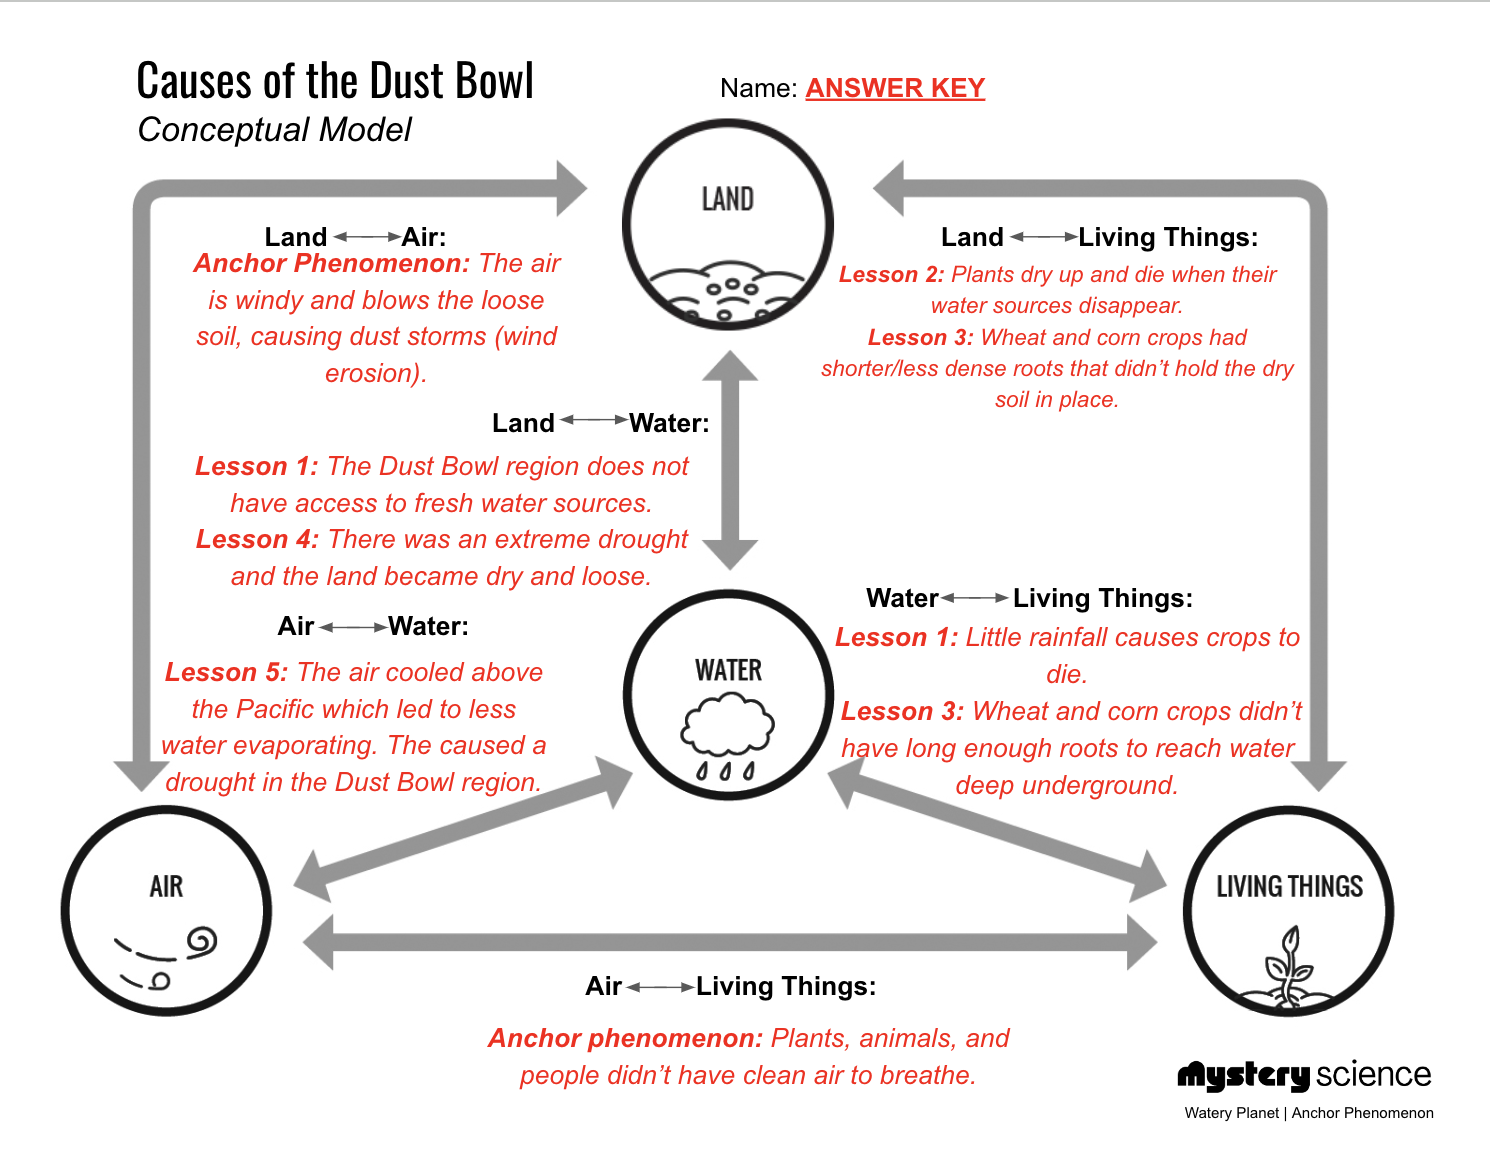 Causes of the Dust Bowl
Conceptual Model
Name: ANSWER KEY
LAND
Land Air:
Anchor Phenomenon: The air
is windy and blows the loose
soil, causing dust storms (wind
erosion).
Land Living Things:
Lesson 2: Plants dry up and die when their
water sources disappear.
Lesson 3: Wheat and corn crops had
shorter/less dense roots that didn’t hold the dry
soil in place.
Land Water:
Lesson 1: The Dust Bowl region does not
have access to fresh water sources.
Lesson 4: There was an extreme drought
and the land became dry and loose.
Air Water:
Lesson 5: The air cooled above
the Pacific which led to less
water evaporating. The caused a
drought in the Dust Bowl region.
WATER
Water Living Things:
Lesson 1: Little rainfall causes crops to
die.
Lesson 3: Wheat and corn crops didn’t
have long enough roots to reach water
deep underground.
AIR
LIVING THINGS
Air Living Things:
Anchor phenomenon: Plants, animals, and
people didn’t have clean air to breathe.
mystery science
Watery Planet | Anchor Phenomenon